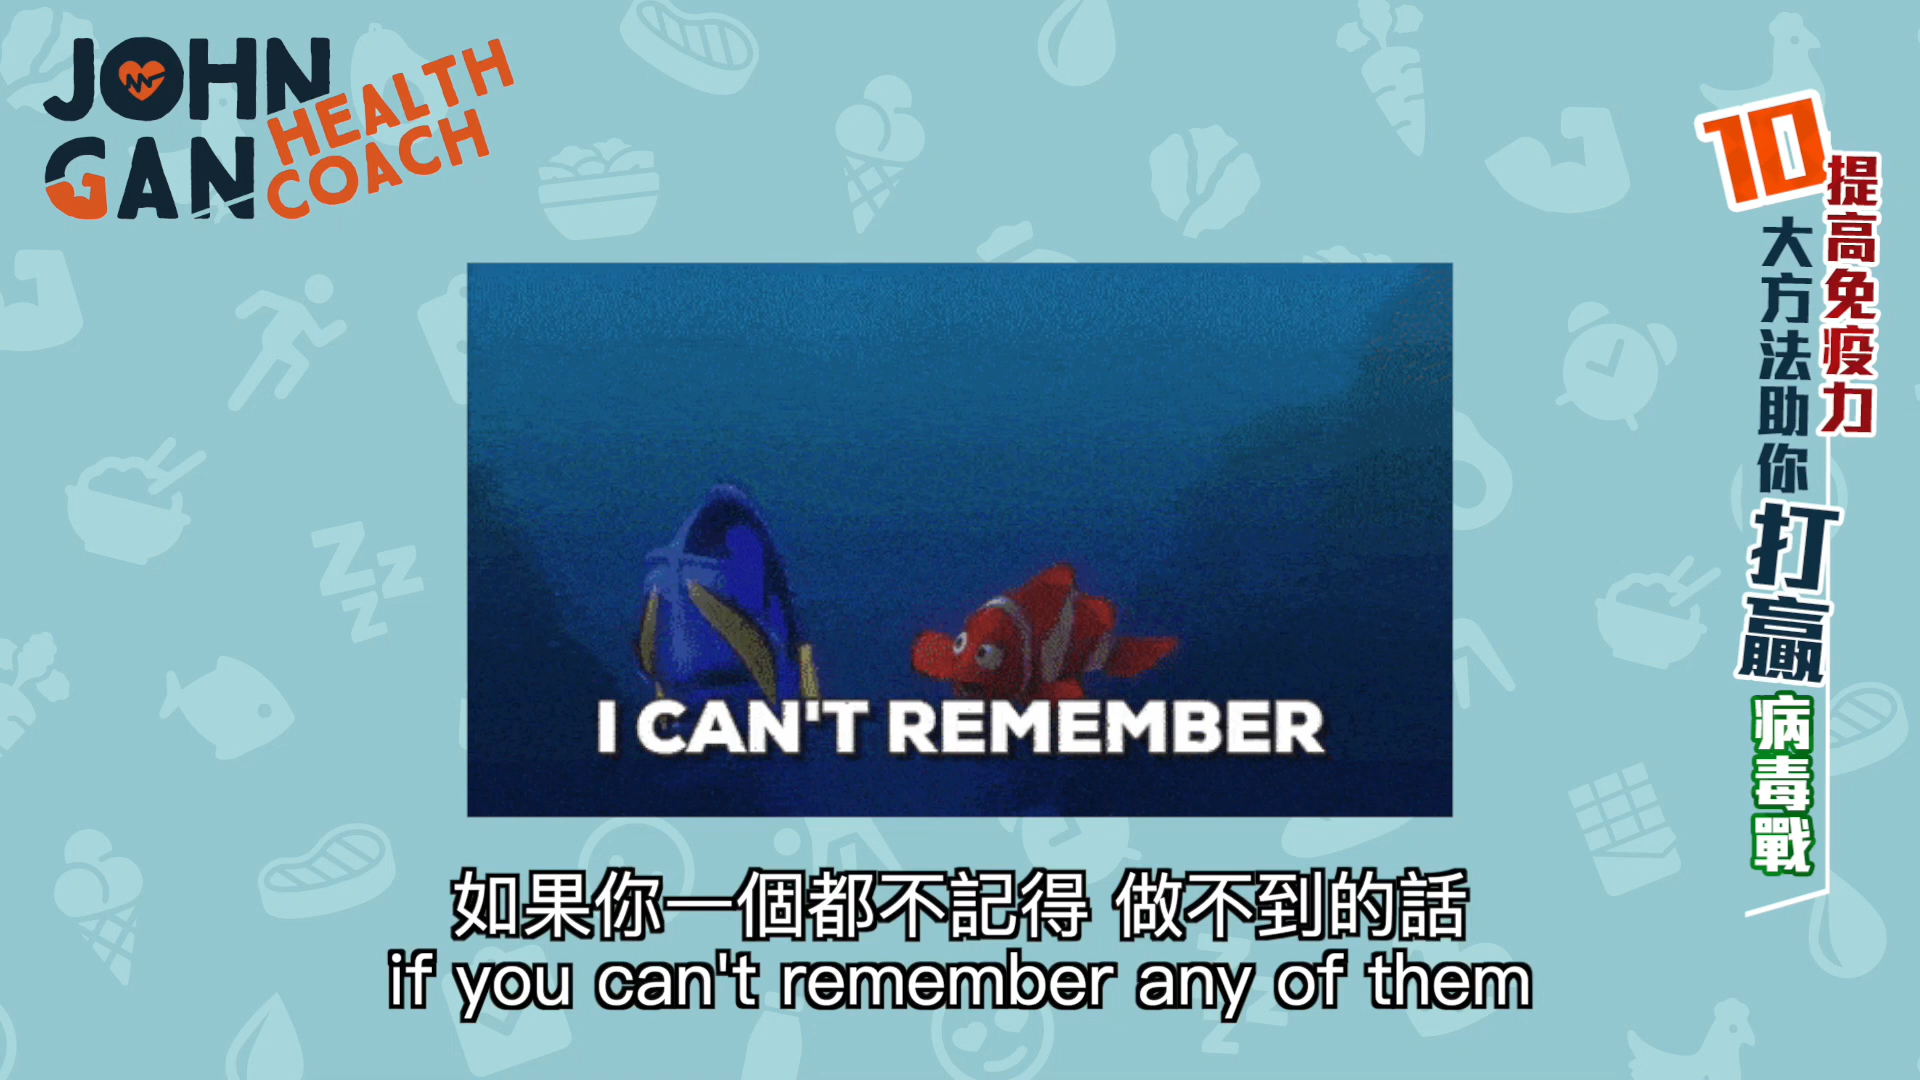 JOHN
GAN
HEALTH
COACH
提高免疫力
10
大方法助你
打贏
病毒戰
I CAN'T REMEMBER
如果你一個都不記得 做不到的話
if you can't remember any of them